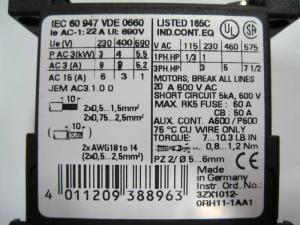 IEC 60 947 VDE 0660
Ie AC-1: 22 A UI: 690V
Ue (V) 230 400 690
P AC 3(kW) 3 4 5.5
AC 3 (A) 9 9
AC 15 (A) 6 3 1
JEM AC3.1.0 0
10
2x0,5...1,5mm²
2x0,75...2,5mm²
10
2x AWG18 to 14
(2x0,5...2,5mm²)
4 011209 388963
LISTED 165C
IND.CONT.EQ
V AC 115 230 460 575
1PH.HP 1/3 1
3PH.HP 3 5 7 1/2
MOTORS; BREAK ALL LINES
20 A 600 V AC
SHORT CIRCUIT 5kA, 600V
MAX. RK5 FUSE: 60 A
CB: 50 A
AUX. CONT. A600 / P600
75 °C CU WIRE ONLY
TORQUE: 7...10.3 LB.IN
0,8...1,2 Nm
PZ 2/ Ø 5...6mm
Made in
Germany
Instr. Ord. No.:
3ZX1012-
0RH11-1AA1